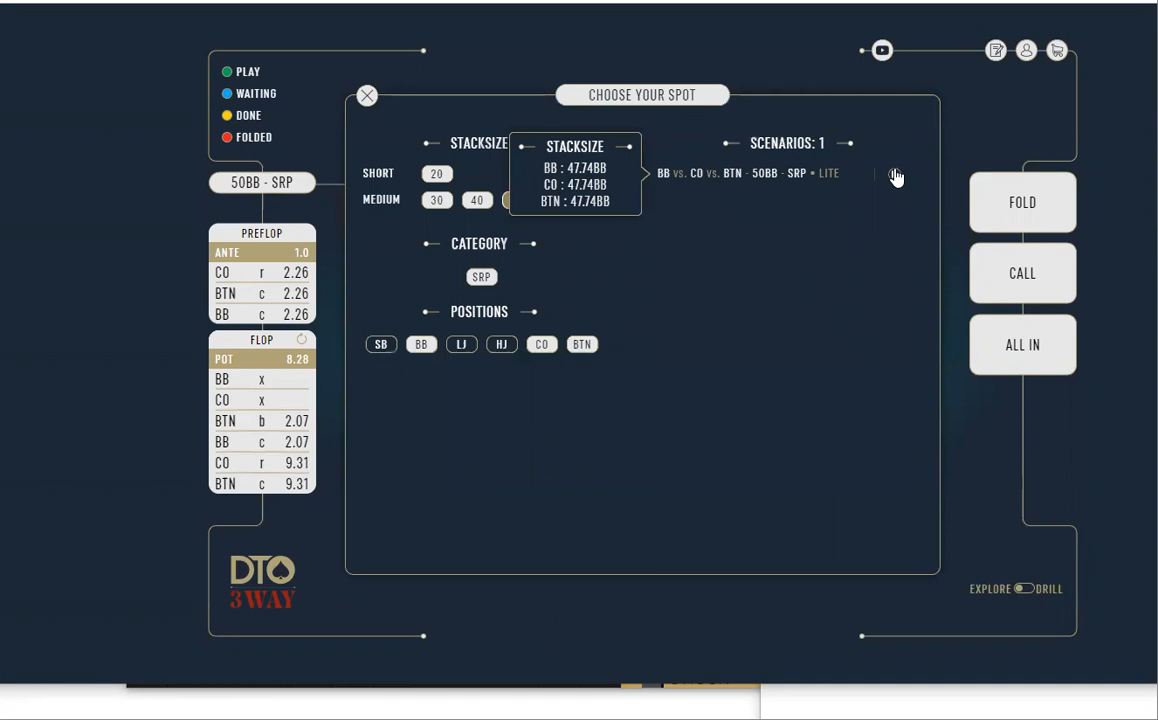 PLAY
WAITING
DONE
FOLDED
CHOOSE YOUR SPOT
STACKSIZE
STACKSIZE
BB : 47.74BB
CO : 47.74BB
BTN : 47.74BB
SCENARIOS: 1
SHORT 20
MEDIUM 30 40
BB vs. CO vs. BTN - 50BB - SRP • LITE
CATEGORY
SRP
POSITIONS
SB BB LJ HJ CO BTN
50BB - SRP
PREFLOP
ANTE 1.0
CO r 2.26
BTN c 2.26
BB c 2.26
FLOP
POT 8.28
BB x
CO x
BTN b 2.07
BB c 2.07
CO r 9.31
BTN c 9.31
FOLD
CALL
ALL IN
DTO
3 WAY
EXPLORE DRILL